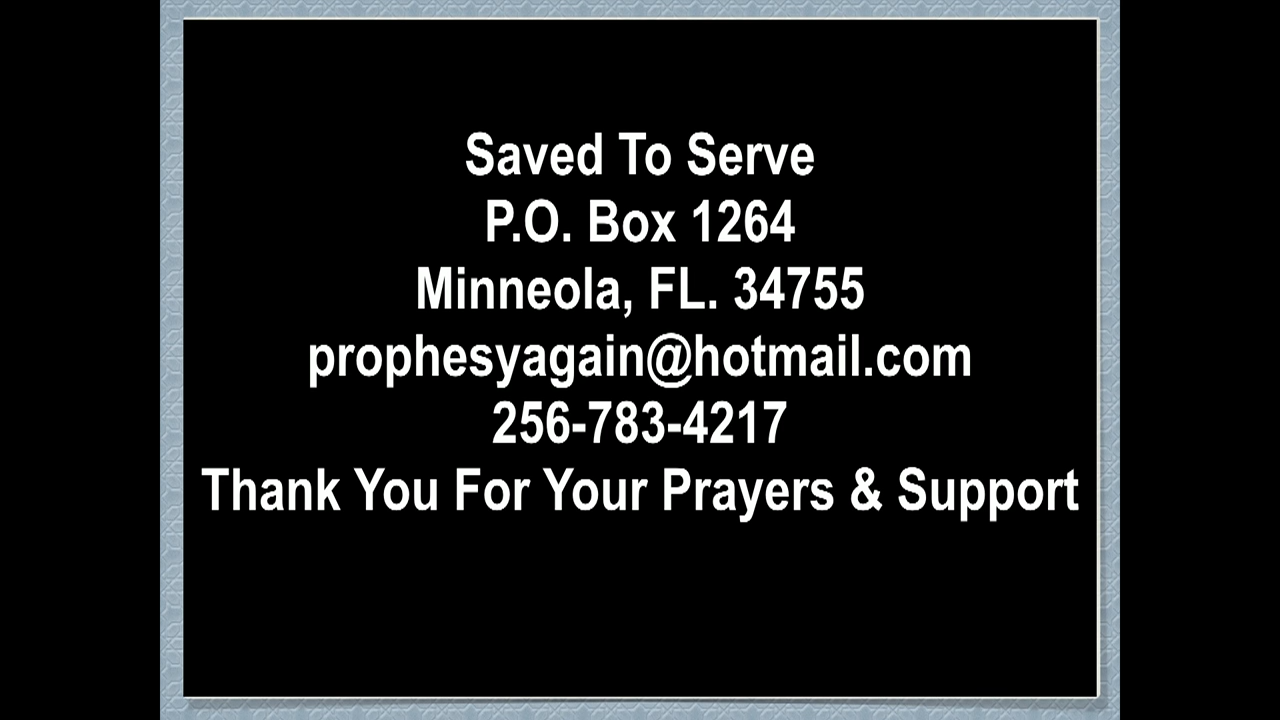 Saved To Serve
P.O. Box 1264
Minneola, FL. 34755
prophesyagain@hotmail.com
256-783-4217
Thank You For Your Prayers & Support